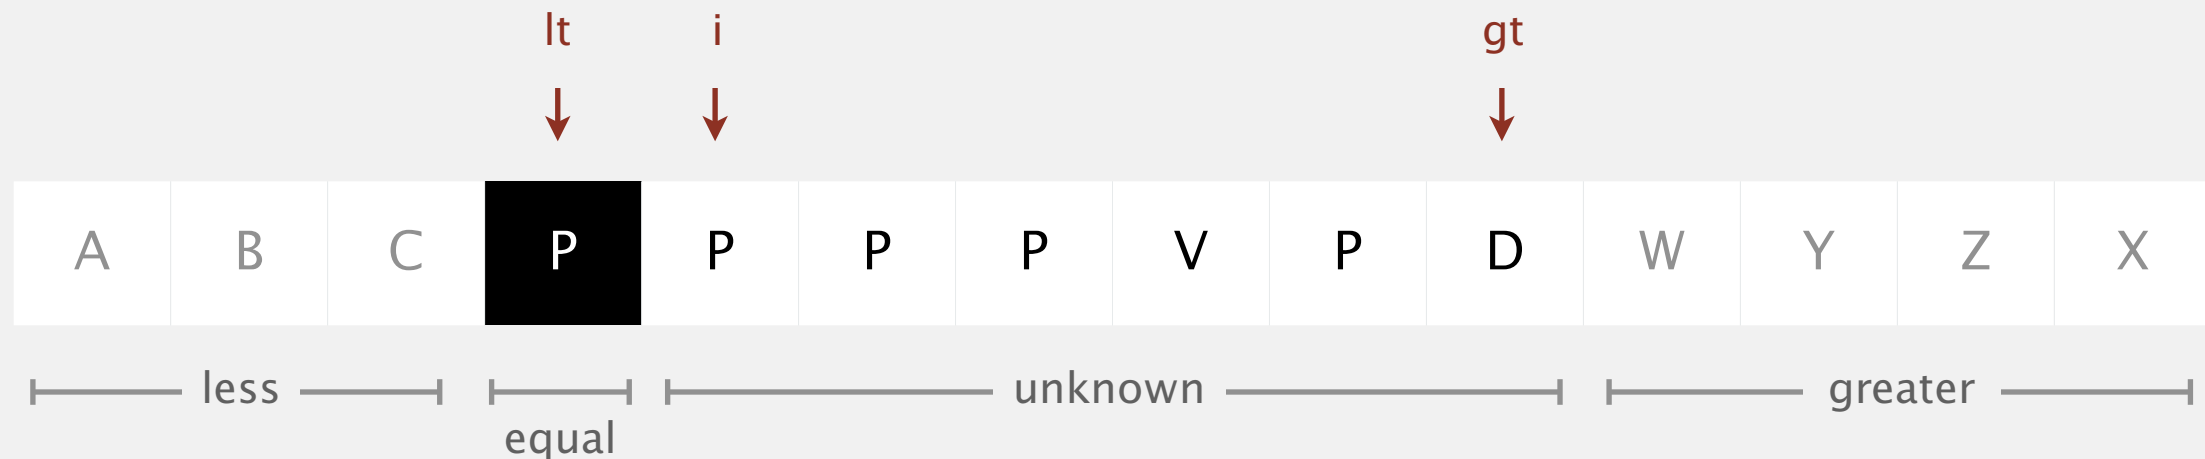 lt i gt
A B C P P P P V P D W Y Z X
less unknown greater
equal